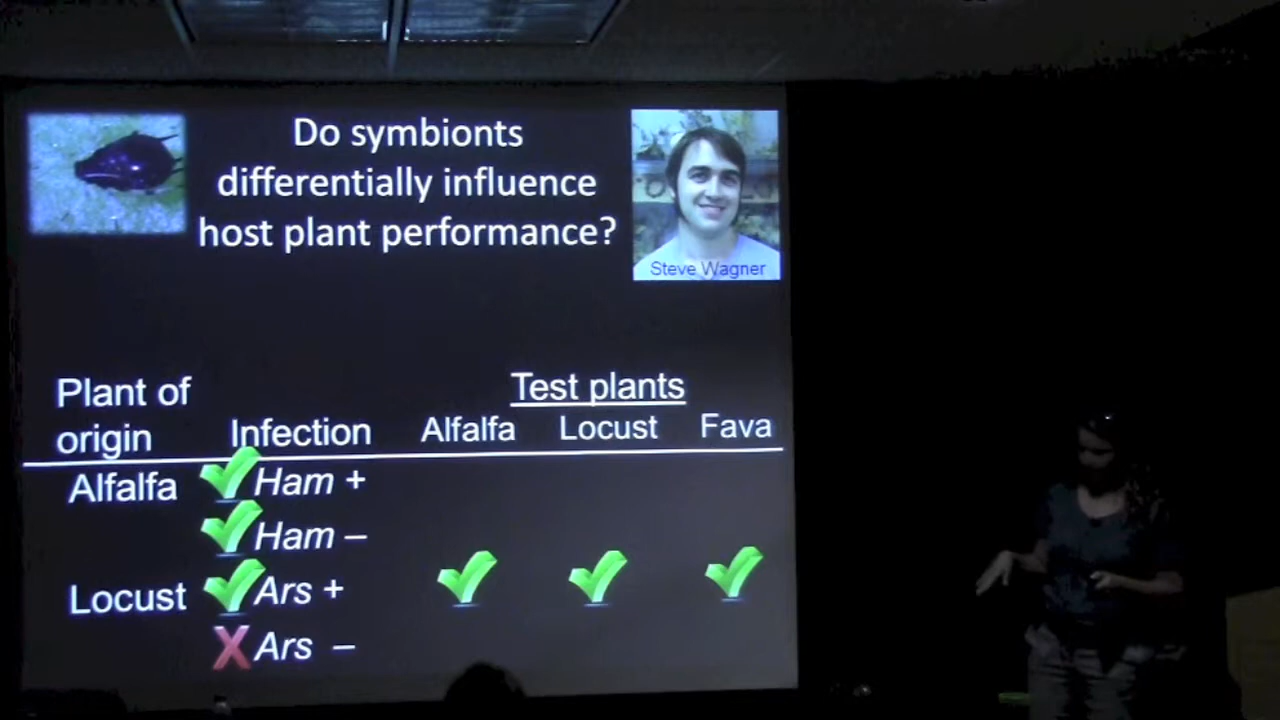 Do symbionts
differentially influence
host plant performance?
Steve Wagner
Plant of
origin
Infection
Test plants
Alfalfa Locust Fava
Alfalfa Ham +
Ham –
Locust Ars +
Ars –